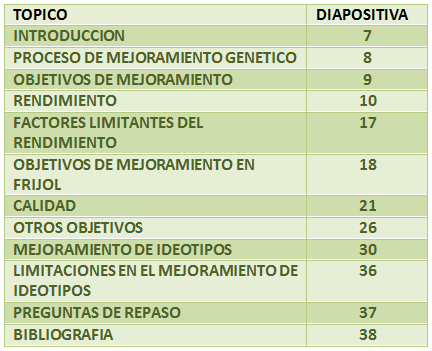 TOPICO DIAPOSITIVA
INTRODUCCION 7
PROCESO DE MEJORAMIENTO GENETICO 8
OBJETIVOS DE MEJORAMIENTO 9
RENDIMIENTO 10
FACTORES LIMITANTES DEL 17
RENDIMIENTO
OBJETIVOS DE MEJORAMIENTO EN 18
FRIJOL
CALIDAD 21
OTROS OBJETIVOS 26
MEJORAMIENTO DE IDEOTIPOS 30
LIMITACIONES EN EL MEJORAMIENTO DE 36
IDEOTIPOS
PREGUNTAS DE REPASO 37
BIBLIOGRAFIA 38